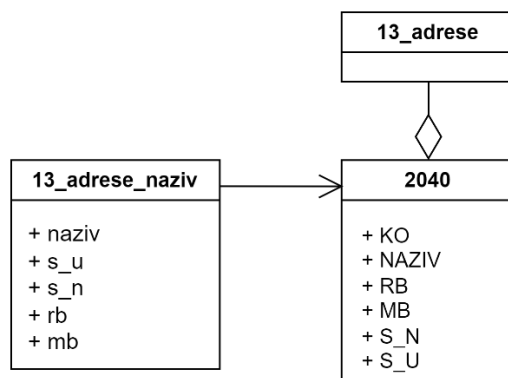 13_adrese
13_adrese_naziv
+ naziv
+ s_u
+ s_n
+ rb
+ mb
2040
+ KO
+ NAZIV
+ RB
+ MB
+ S_N
+ S_U